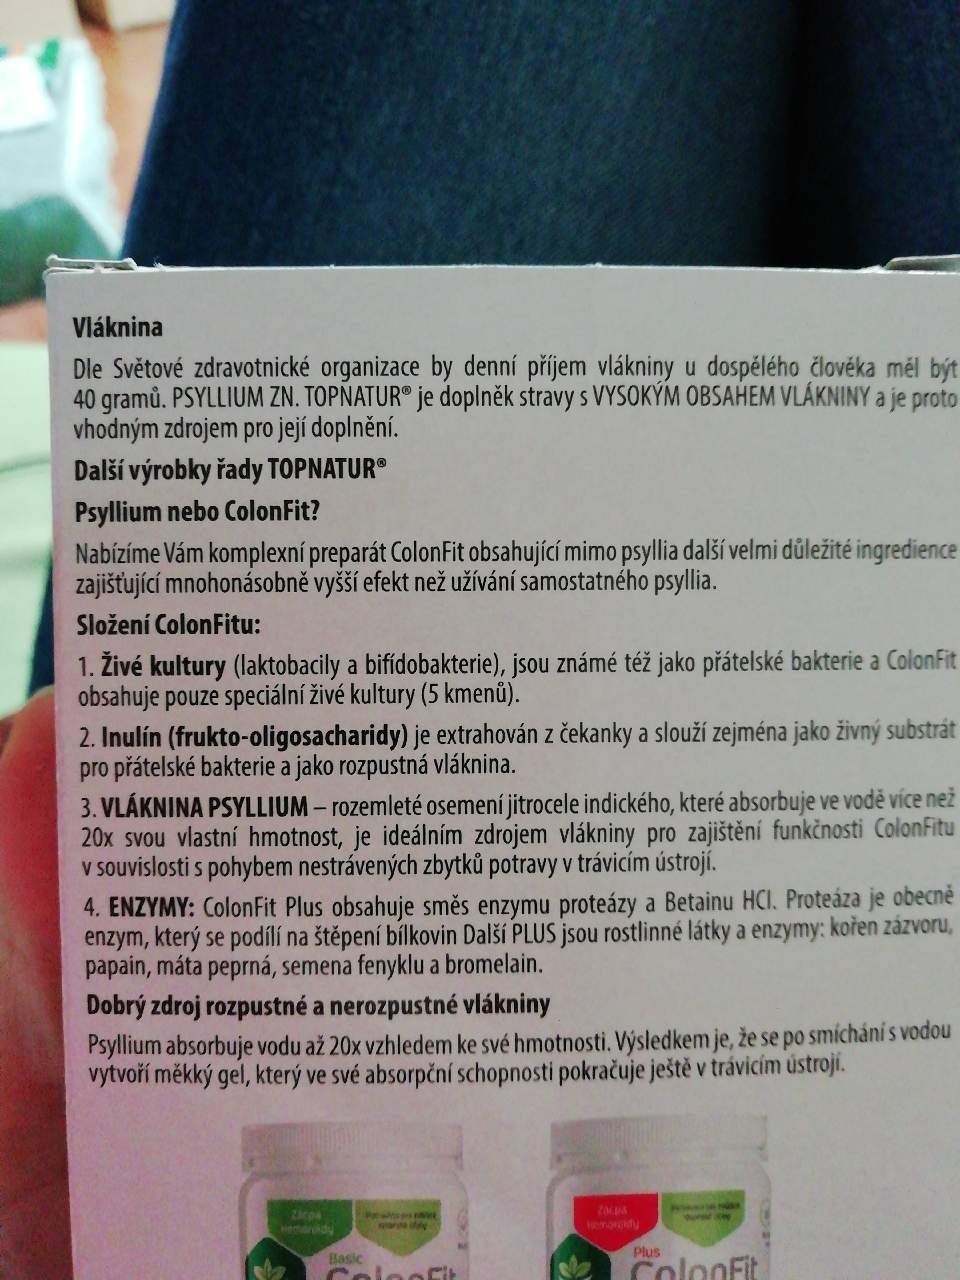 Vláknina
Dle Světové zdravotnické organizace by denní příjem vlákniny u dospělého člověka měl být
40 gramů. PSYLLIUM ZN. TOPNATUR® je doplněk stravy s VYSOKÝM OBSAHEM VLÁKNINY a je proto
vhodným zdrojem pro její doplnění.
Další výrobky řady TOPNATUR®
Psyllium nebo ColonFit?
Nabízíme Vám komplexní preparát ColonFit obsahující mimo psyllia další velmi důležité ingredience
zajišťující mnohonásobně vyšší efekt než užívání samostatného psyllia.
Složení ColonFitu:
1. Živé kultury (laktobacily a bifidobakterie), jsou známé též jako přátelské bakterie a ColonFit
obsahuje pouze speciální živé kultury (5 kmenů).
2. Inulín (frukto-oligosacharidy) je extrahován z čekanky a slouží zejména jako živný substrát
pro přátelské bakterie a jako rozpustná vláknina.
3. VLÁKNINA PSYLLIUM – rozemleté osemení jitrocele indického, které absorbuje ve vodě více než
20x svou vlastní hmotnost, je ideálním zdrojem vlákniny pro zajištění funkčnosti ColonFitu
v souvislosti s pohybem nestrávených zbytků potravy v trávicím ústrojí.
4. ENZYMY: ColonFit Plus obsahuje směs enzymu proteázy a Betainu HCl. Proteáza je obecně
enzym, který se podílí na štěpení bílkovin Další PLUS jsou rostlinné látky a enzymy: kořen zázvoru,
papain, máta peprná, semena fenyklu a bromelain.
Dobrý zdroj rozpustné a nerozpustné vlákniny
Psyllium absorbuje vodu až 20x vzhledem ke své hmotnosti. Výsledkem je, že se po smíchání s vodou
vytvoří měkký gel, který ve své absorpční schopnosti pokračuje ještě v trávicím ústrojí.
Zácpa
Hemoroidy
Basic
ColonFit
Zácpa
Hemoroidy
Plus
ColonFit